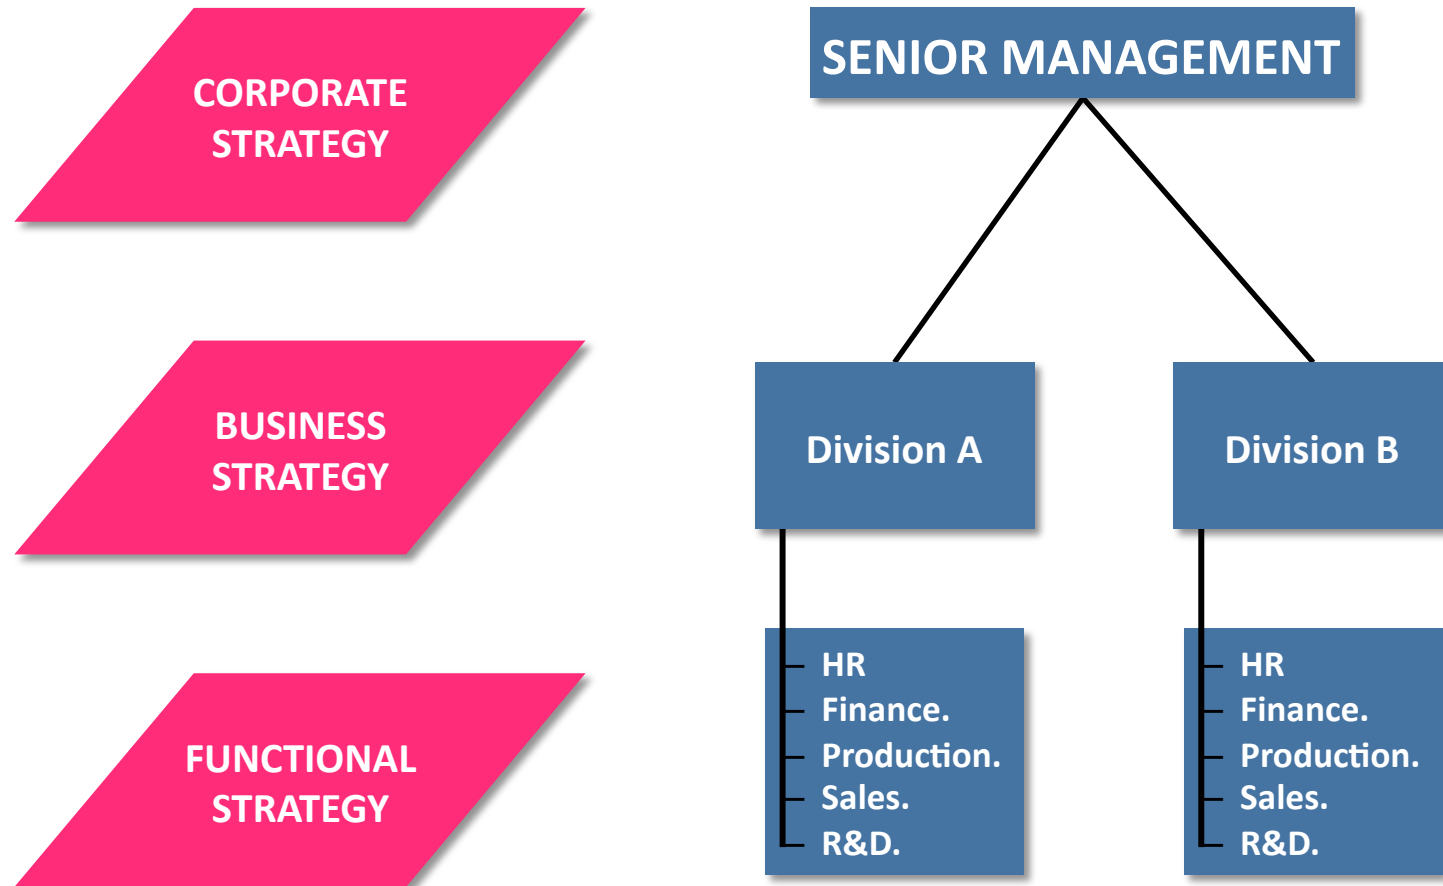 CORPORATE
STRATEGY
SENIOR MANAGEMENT
BUSINESS
STRATEGY
Division A
Division B
FUNCTIONAL
STRATEGY
HR
Finance.
Production.
Sales.
R&D.
HR
Finance.
Production.
Sales.
R&D.